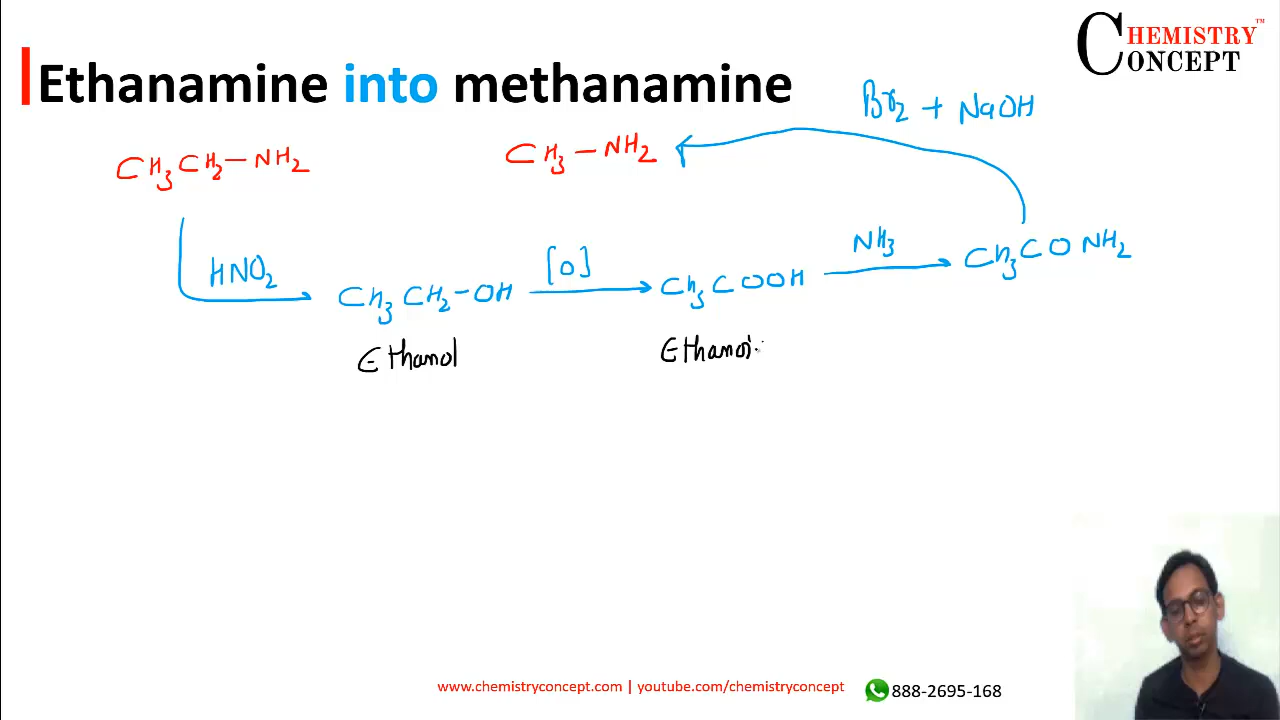 CHEMISTRY CONCEPT™
Ethanamine into methanamine
Br2 + NaOH
CH3CH2-NH2
CH3-NH2
HNO2
CH3CH2-OH
[O]
CH3COOH
NH3
CH3CONH2
Ethanol
Ethanoi
www.chemistryconcept.com | youtube.com/chemistryconcept
888-2695-168